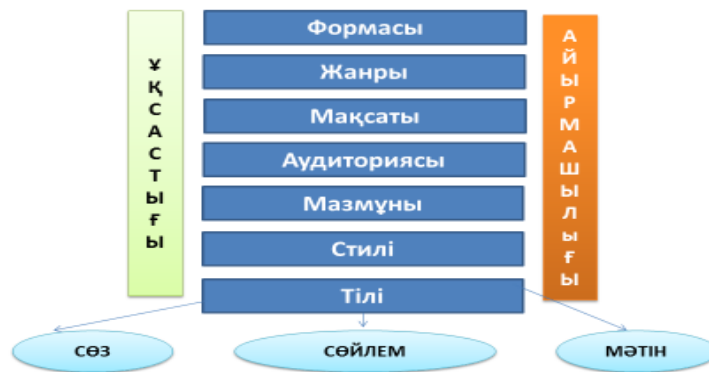 ҰҚСАСТЫҒЫ
Формасы
Жанры
Мақсаты
Аудиториясы
Мазмұны
Стилі
Тілі
АЙЫРМАШЫЛыҒЫ
СӨЗ
СӨЙЛЕМ
МӘТІН